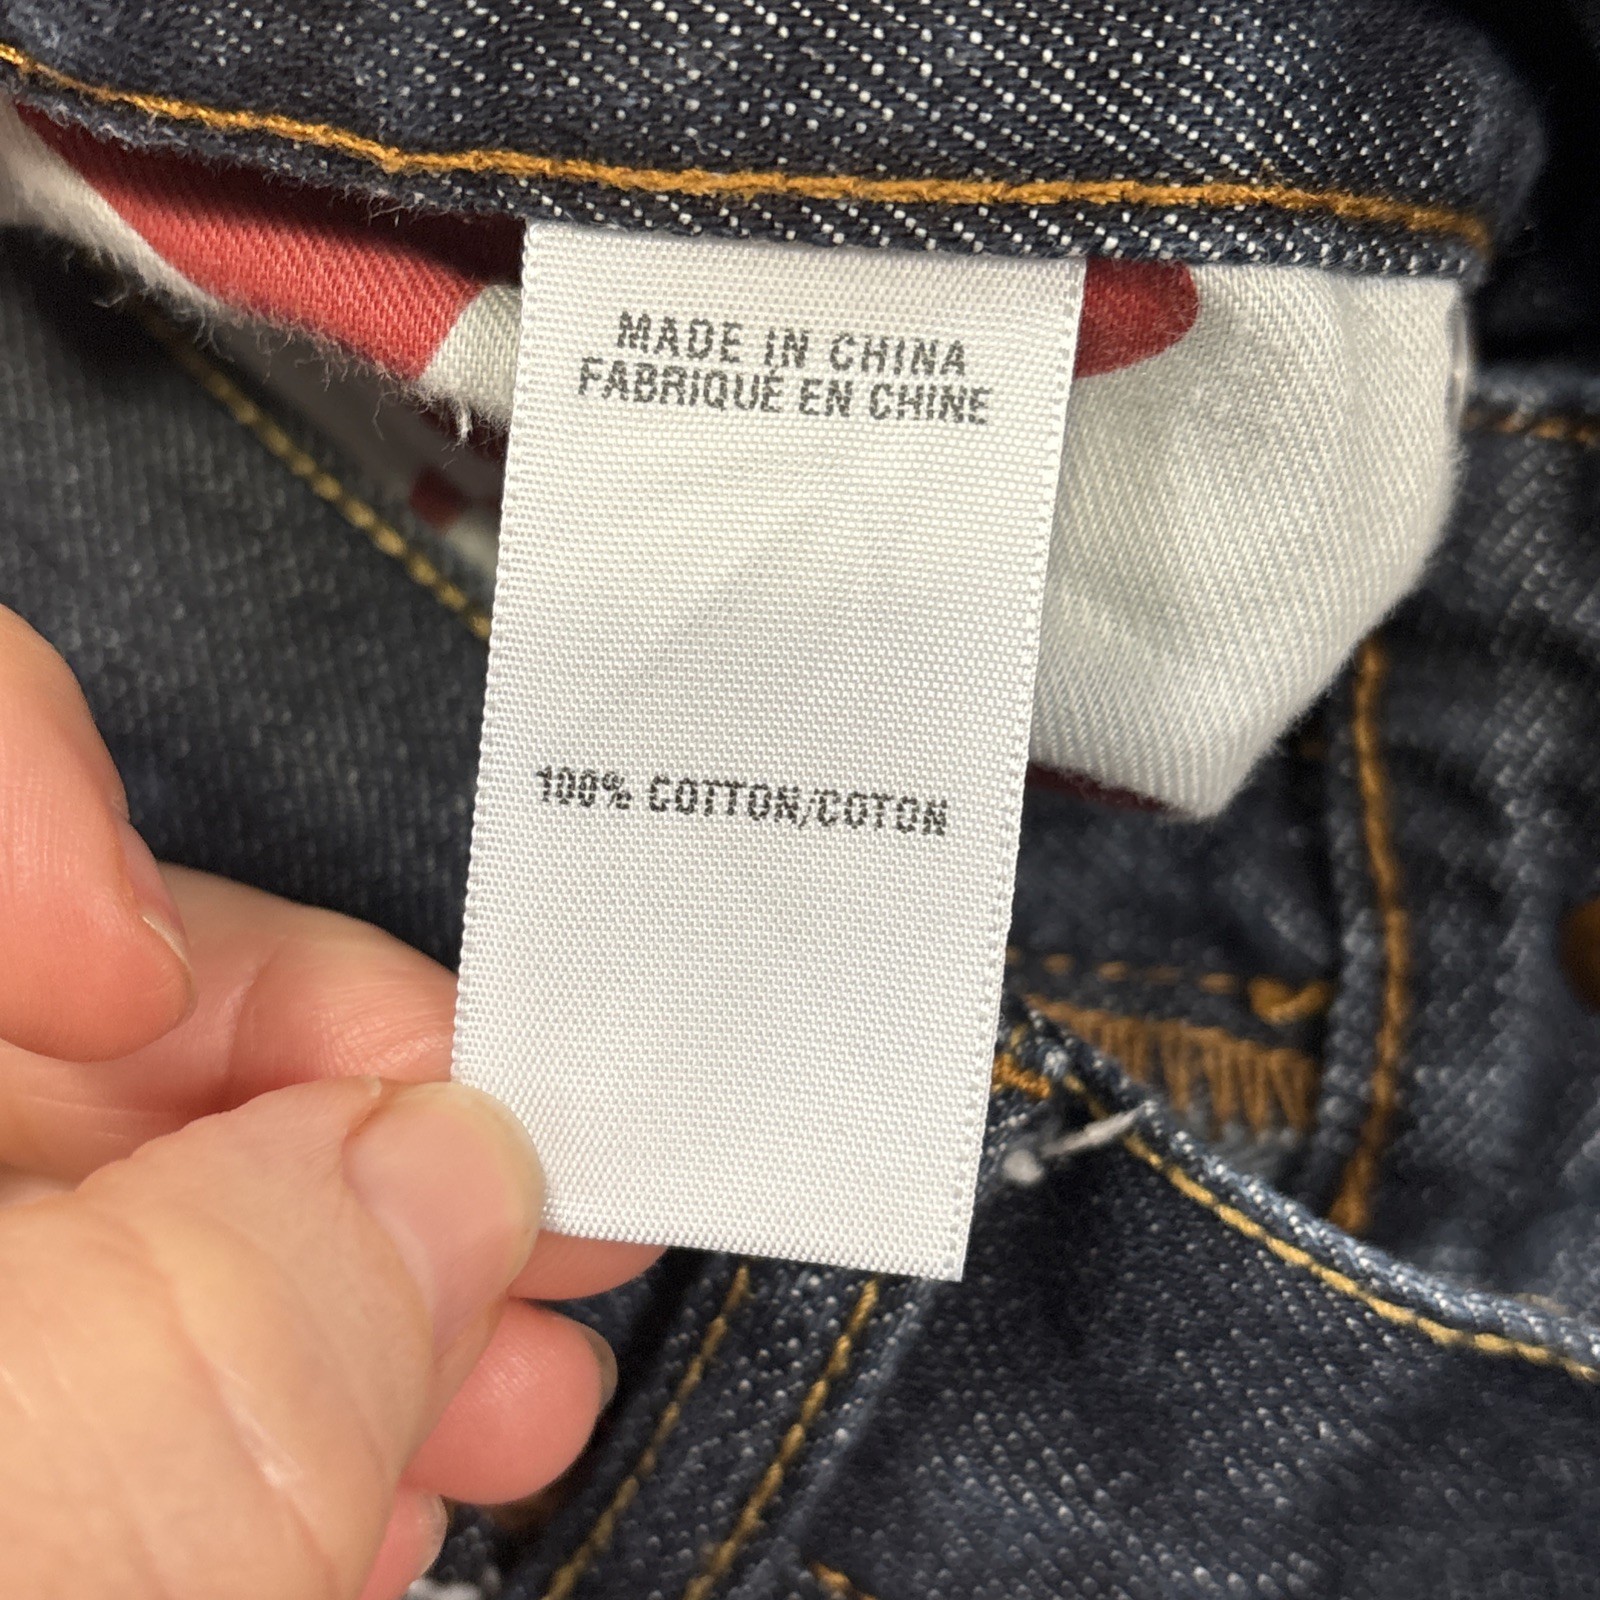 MADE IN CHINA
FABRIQUÉ EN CHINE
100% COTTON/COTON